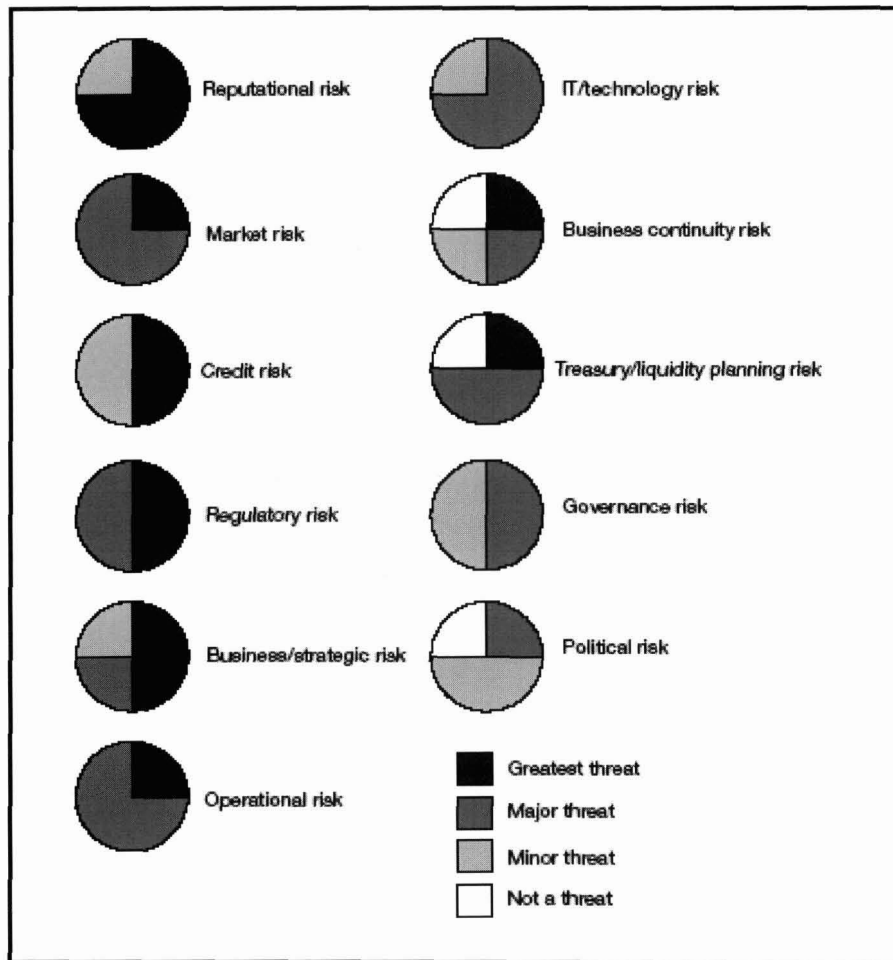 Reputational risk
IT/technology risk
Market risk
Business continuity risk
Credit risk
Treasury/liquidity planning risk
Regulatory risk
Governance risk
Business/strategic risk
Political risk
Operational risk
Greatest threat
Major threat
Minor threat
Not a threat